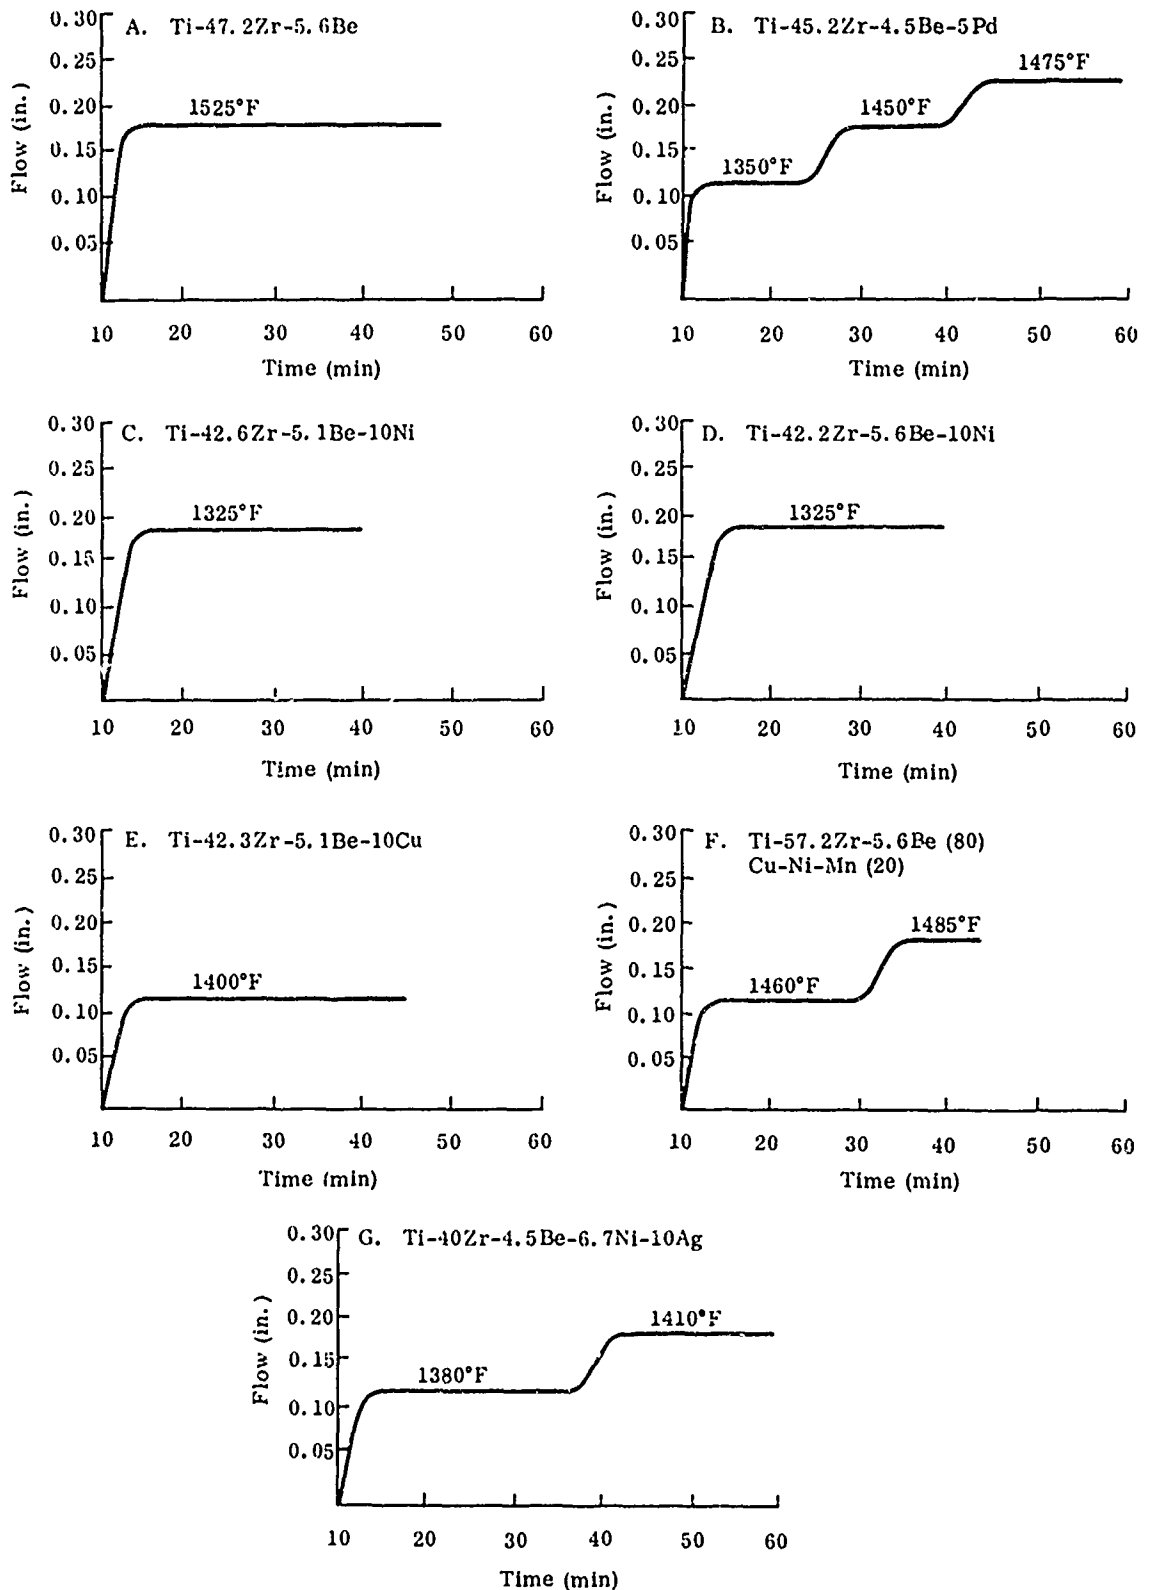 A. Ti-47.2Zr-5.6Be
0.30
0.25
0.20
0.15
0.10
0.05
Flow (in.)
1525°F
10 20 30 40 50 60
Time (min)
B. Ti-45.2Zr-4.5Be-5Pd
0.30
0.25
0.20
0.15
0.10
0.05
Flow (in.)
1350°F
1450°F
1475°F
10 20 30 40 50 60
Time (min)
C. Ti-42.6Zr-5.1Be-10Ni
0.30
0.25
0.20
0.15
0.10
0.05
Flow (in.)
1325°F
10 20 30 40 50 60
Time (min)
D. Ti-42.2Zr-5.6Be-10Ni
0.30
0.25
0.20
0.15
0.10
0.05
Flow (in.)
1325°F
10 20 30 40 50 60
Time (min)
E. Ti-42.3Zr-5.1Be-10Cu
0.30
0.25
0.20
0.15
0.10
0.05
Flow (in.)
1400°F
10 20 30 40 50 60
Time (min)
F. Ti-57.2Zr-5.6Be (80)
Cu-Ni-Mn (20)
0.30
0.25
0.20
0.15
0.10
0.05
Flow (in.)
1460°F
1485°F
10 20 30 40 50 60
Time (min)
G. Ti-40Zr-4.5Be-6.7Ni-10Ag
0.30
0.25
0.20
0.15
0.10
0.05
Flow (in.)
1380°F
1410°F
10 20 30 40 50 60
Time (min)